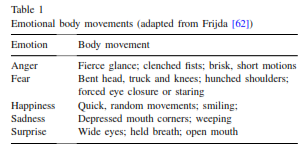 Table 1
Emotional body movements (adapted from Frijda [62])
Emotion Body movement
Anger Fierce glance; clenched fists; brisk, short motions
Fear Bent head, truck and knees; hunched shoulders;
forced eye closure or staring
Happiness Quick, random movements; smiling;
Sadness Depressed mouth corners; weeping
Surprise Wide eyes; held breath; open mouth